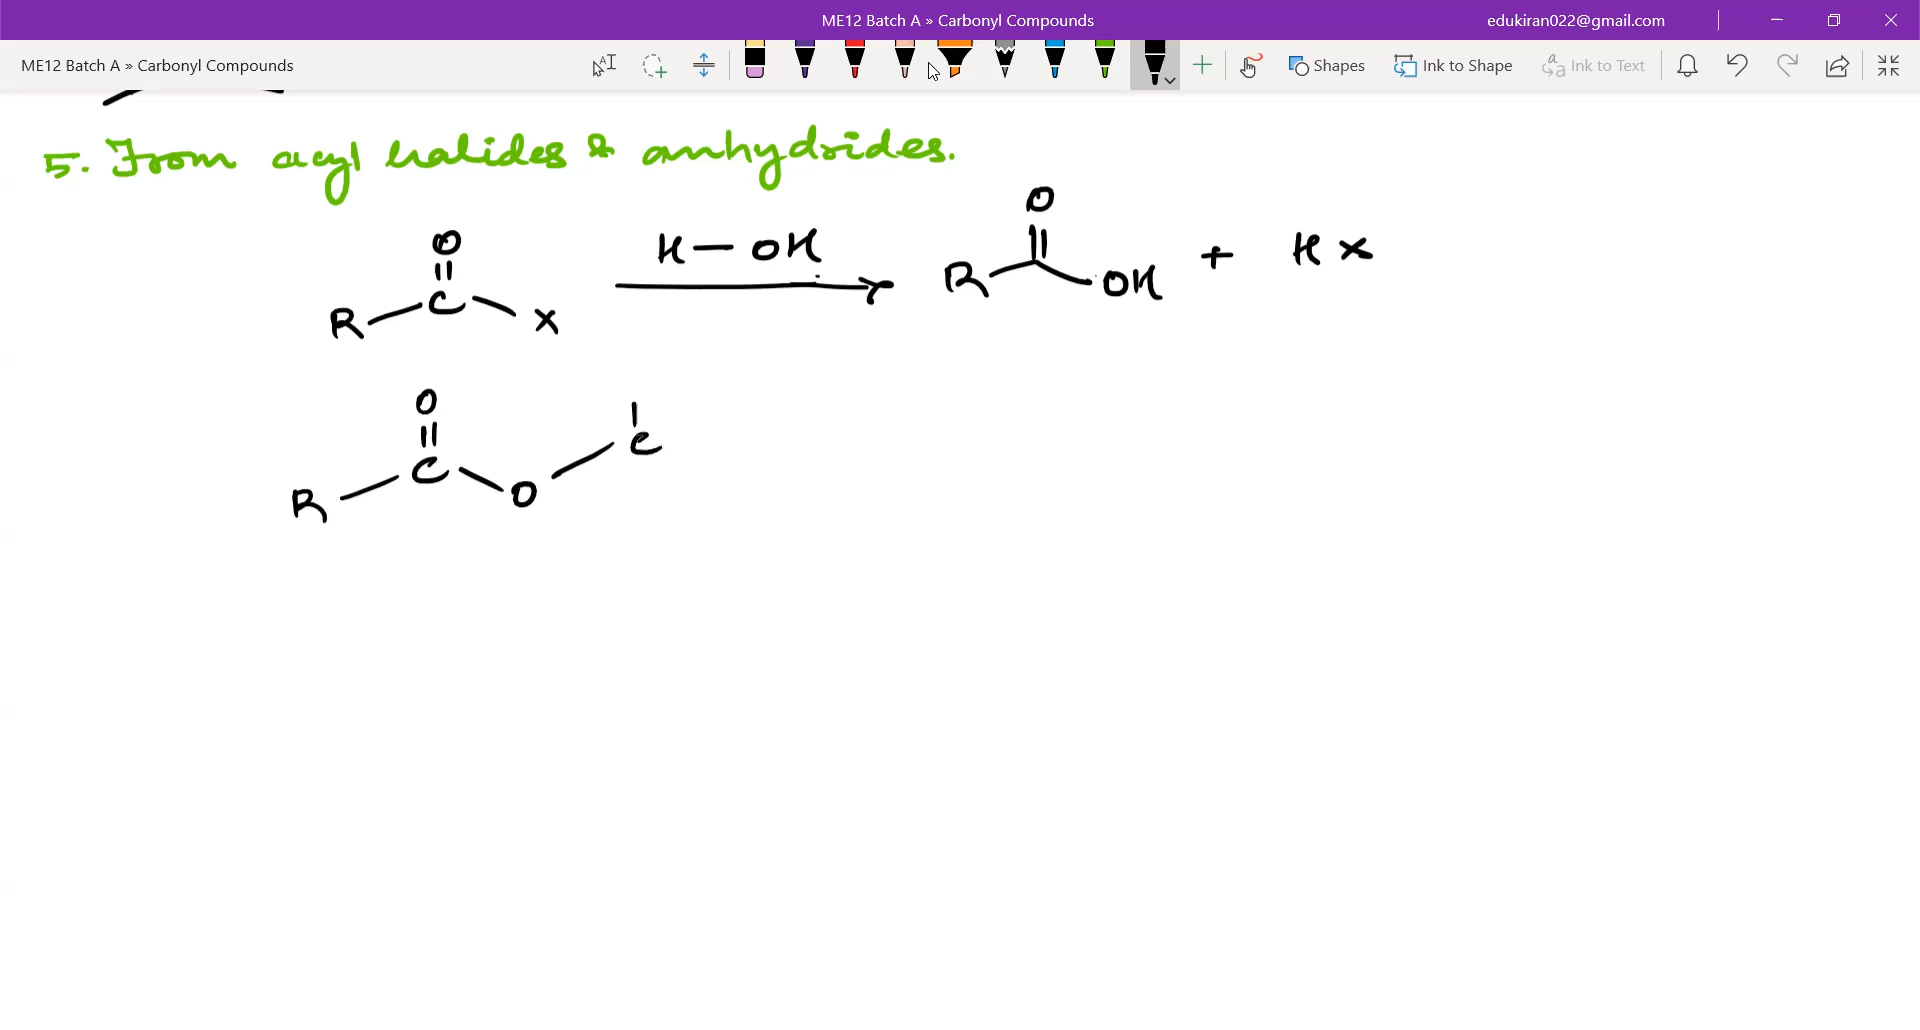 ME12 Batch A » Carbonyl Compounds
edukiran022@gmail.com
ME12 Batch A » Carbonyl Compounds
Shapes
Ink to Shape
Ink to Text
5. From acyl halides & anhydrides.
O
O
H — OH
+ H X
R C X
R OH
O
C
R C O